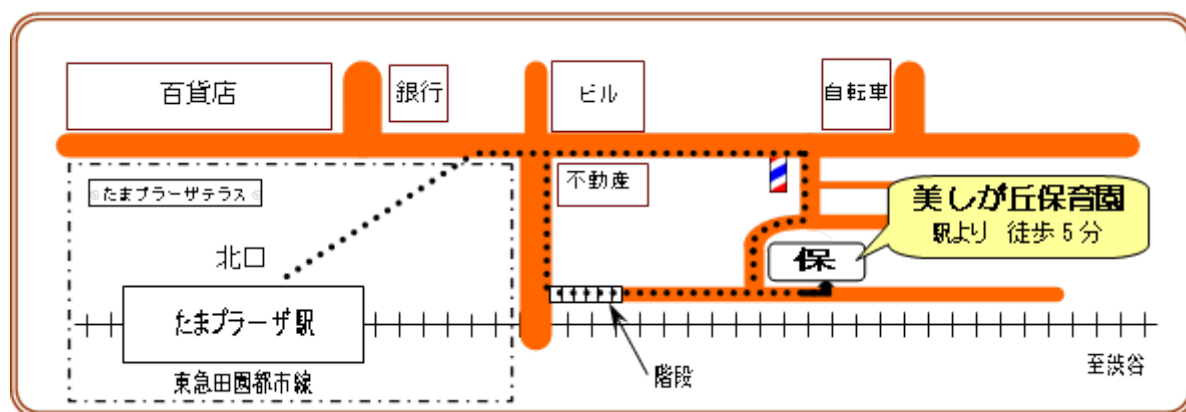 百貨店
銀行
ビル
自転車
たまプラーザテラス
不動産
美しが丘保育園
駅より 徒歩5分
北口
保
たまプラーザ駅
東急田園都市線
階段
至渋谷